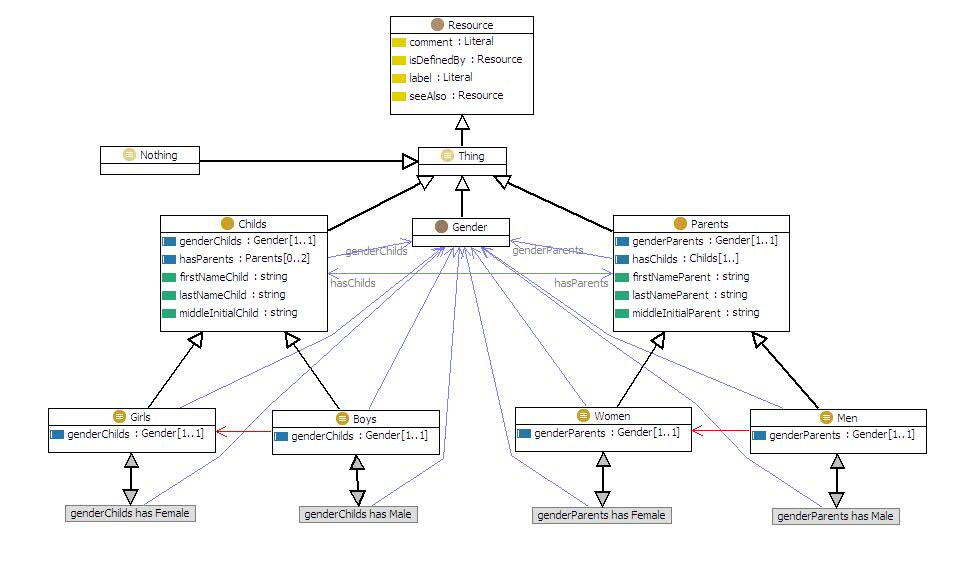 Resource
comment : Literal
isDefinedBy : Resource
label : Literal
seeAlso : Resource
Nothing
Thing
Childs
genderChilds : Gender[1..1]
hasParents : Parents[0..2]
firstNameChild : string
lastNameChild : string
middleInitialChild : string
Gender
Parents
genderParents : Gender[1..1]
hasChilds : Childs[1..]
firstNameParent : string
lastNameParent : string
middleInitialParent : string
genderChilds
genderParents
hasChilds
hasParents
Girls
genderChilds : Gender[1..1]
Boys
genderChilds : Gender[1..1]
Women
genderParents : Gender[1..1]
Men
genderParents : Gender[1..1]
genderChilds has Female
genderChilds has Male
genderParents has Female
genderParents has Male